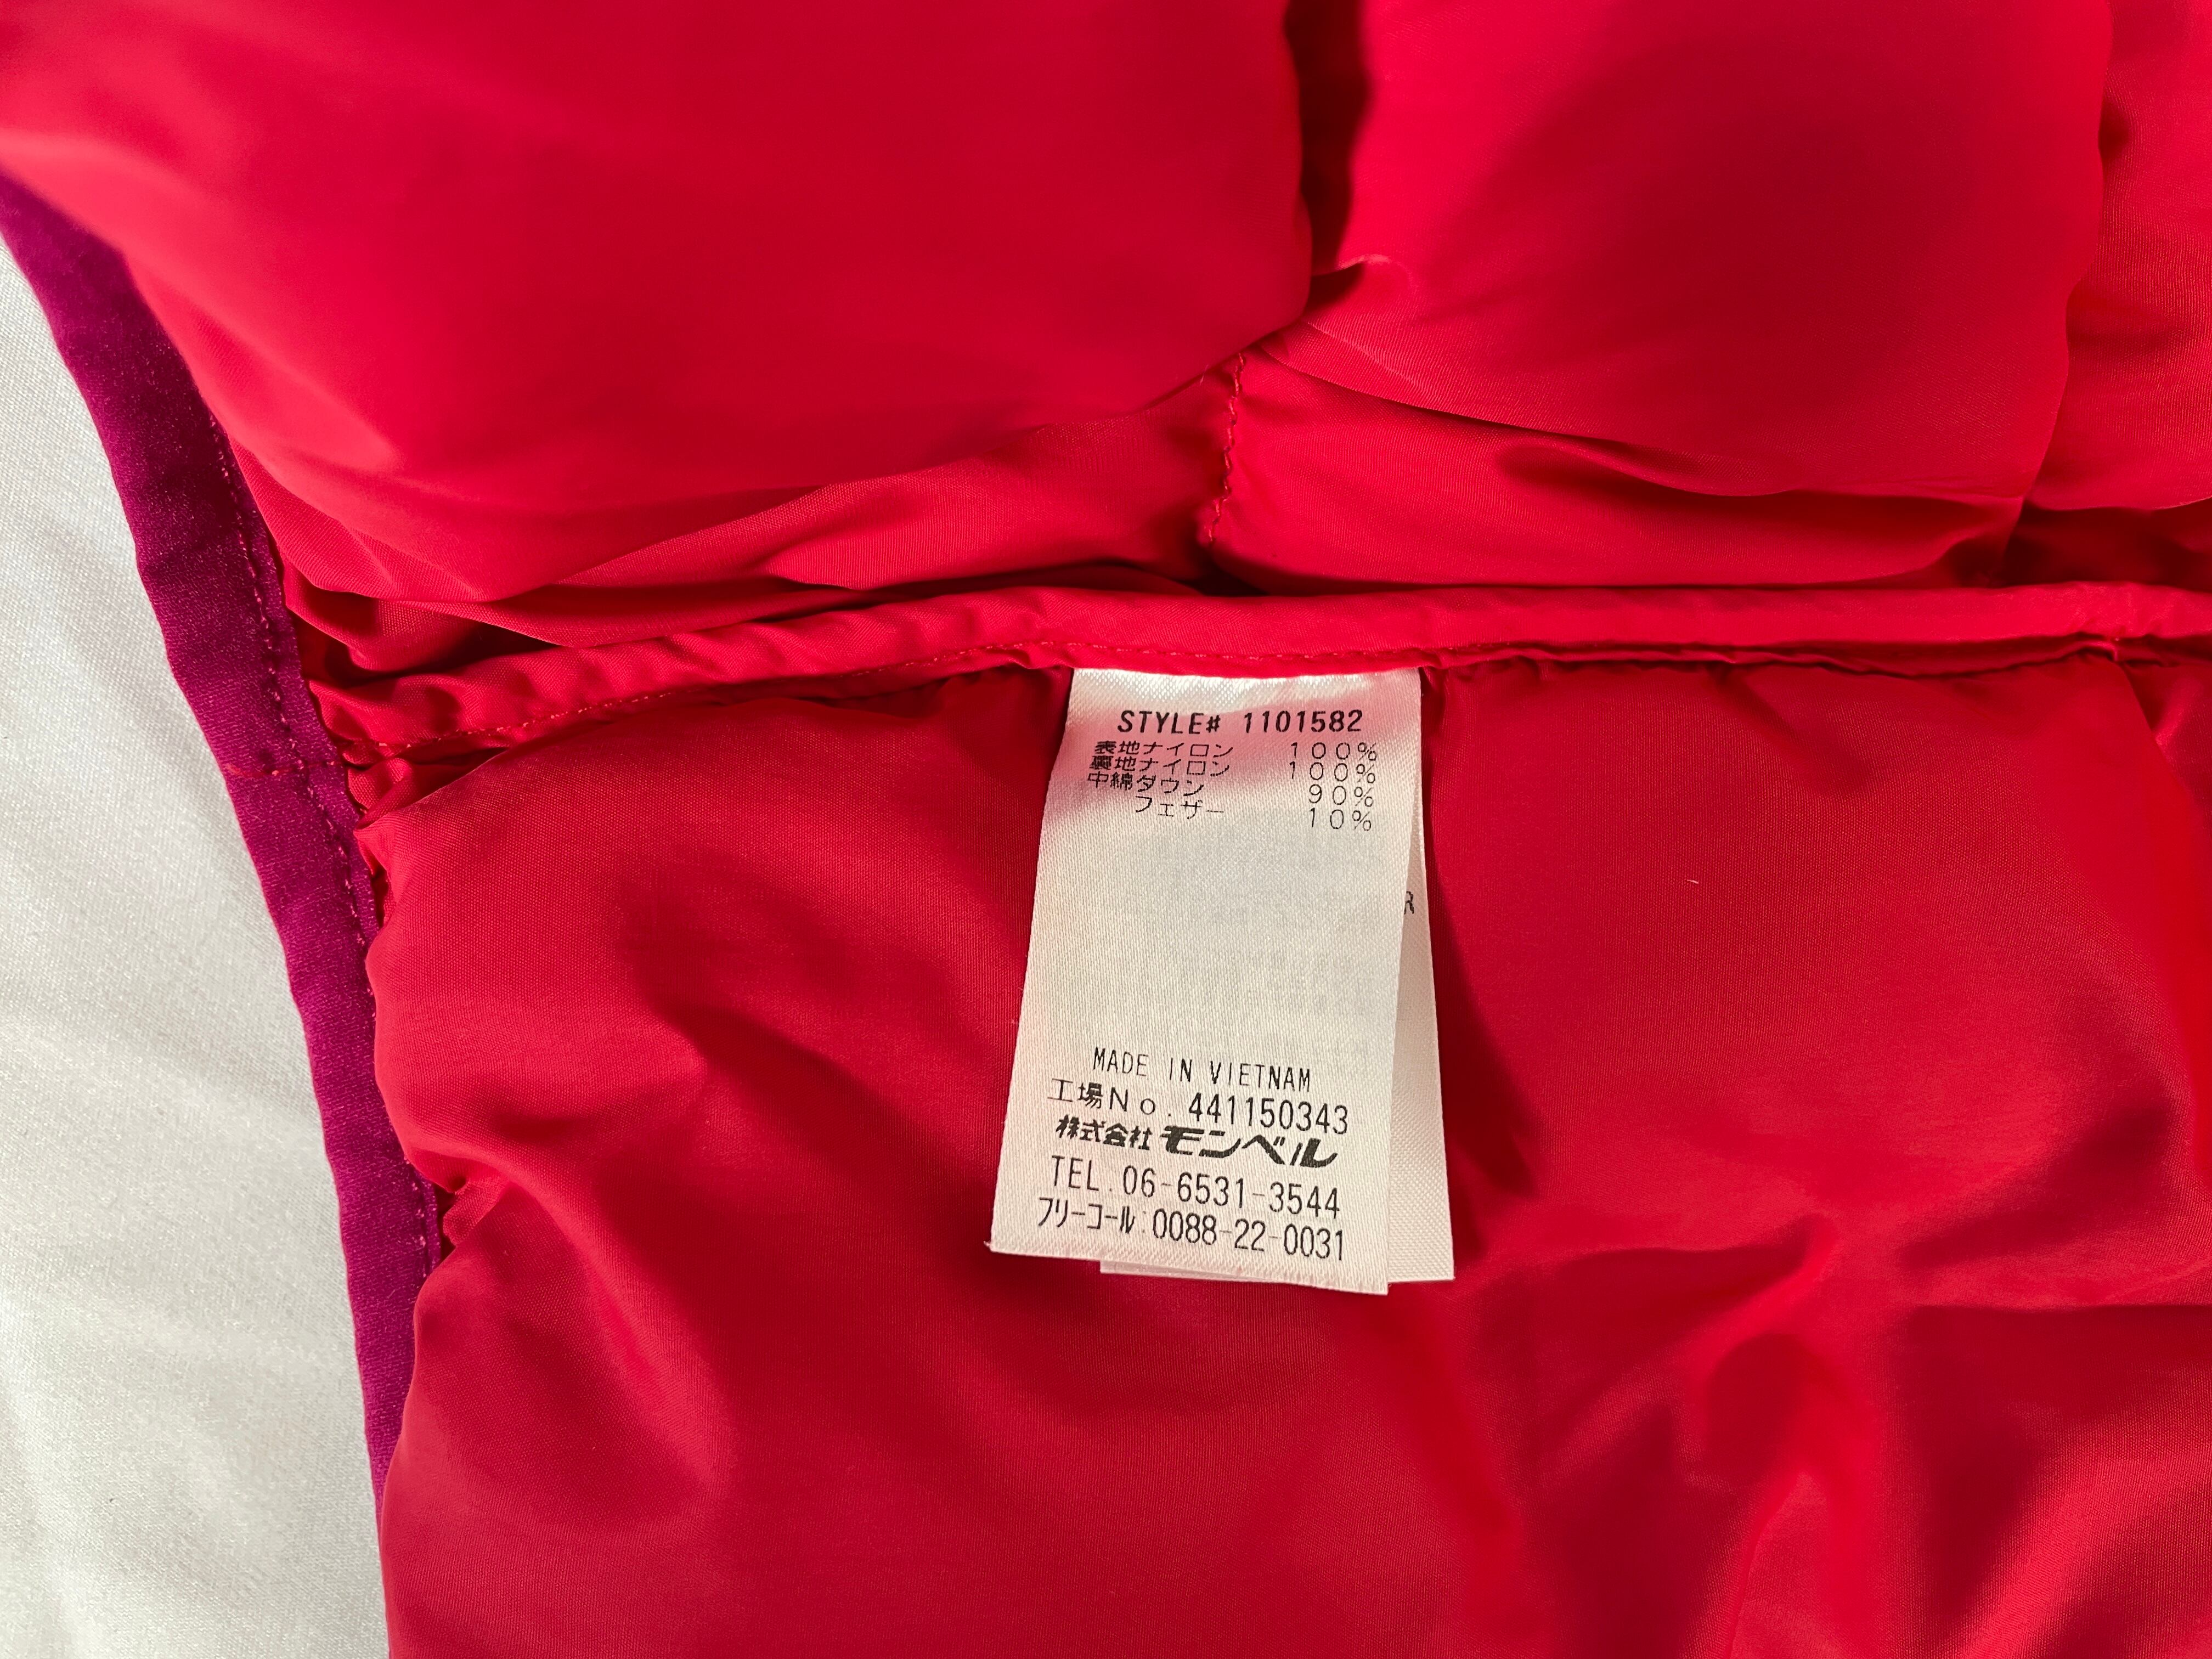 STYLE# 1101582
表地ナイロン 100%
裏地ナイロン 100%
中綿ダウン 90%
フェザー 10%
R
MADE IN VIETNAM
工場No. 441150343
株式会社モンベル
TEL.06-6531-3544
フリーコール:0088-22-0031